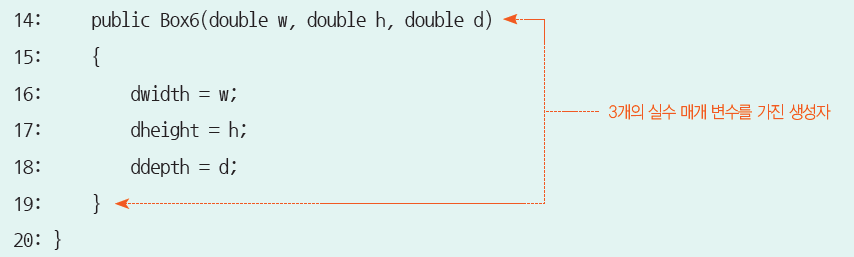 14: public Box6(double w, double h, double d)
15: {
16: dwidth = w;
3개의 실수 매개 변수를 가진 생성자
17: dheight = h;
18: ddepth = d;
19: }
20: }